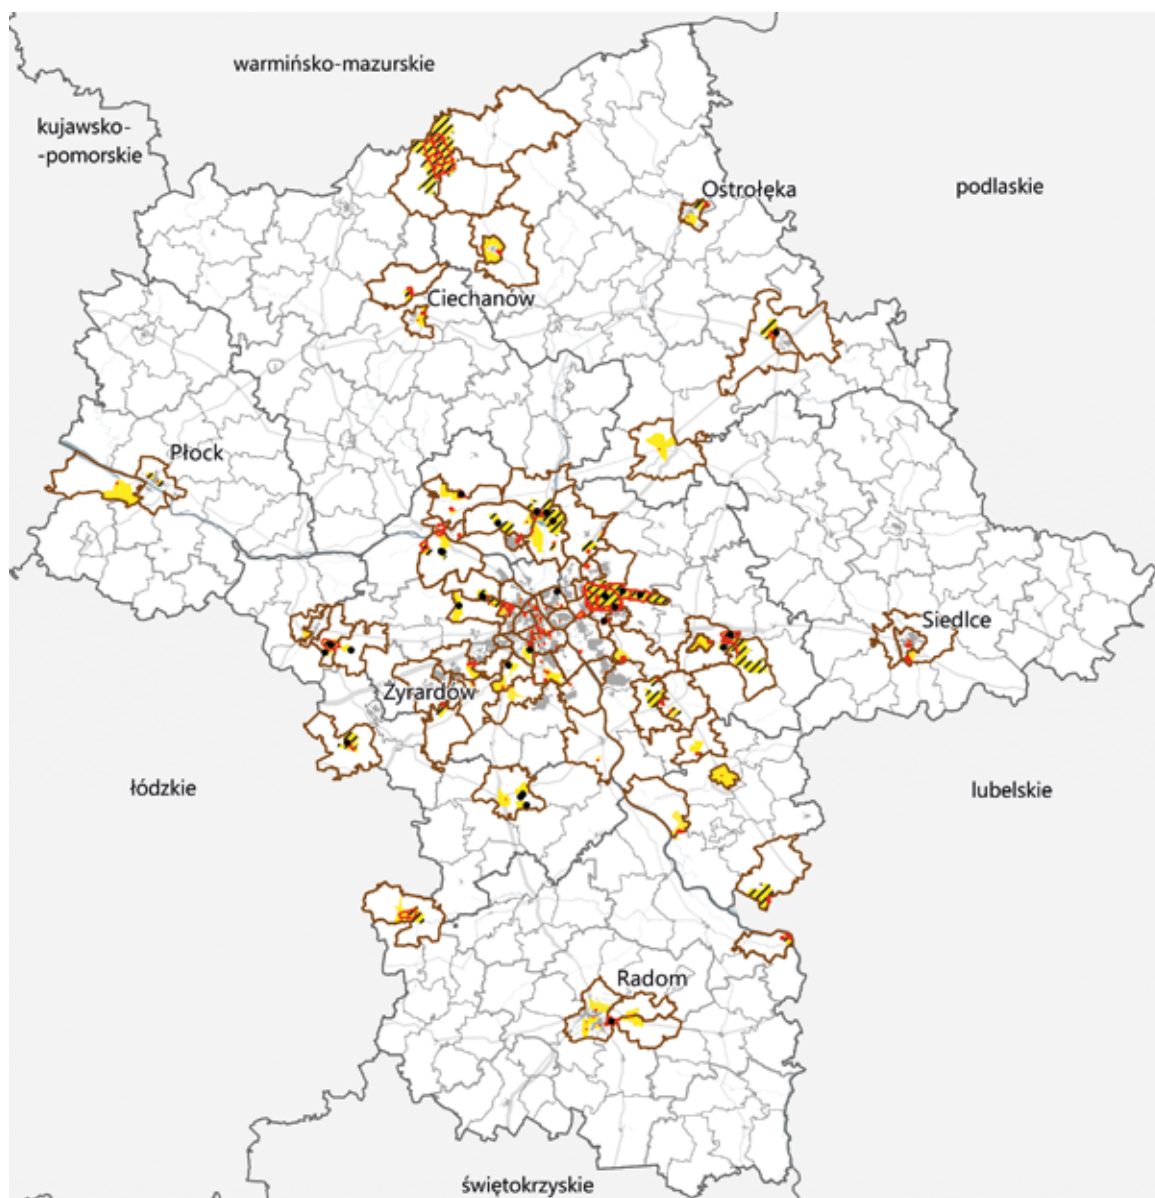 warmińsko-mazurskie
kujawsko-
-pomorskie
Ostrołęka
podlaskie
Ciechanów
Płock
Siedlce
Żyrardów
łódzkie
lubelskie
Radom
świętokrzyskie